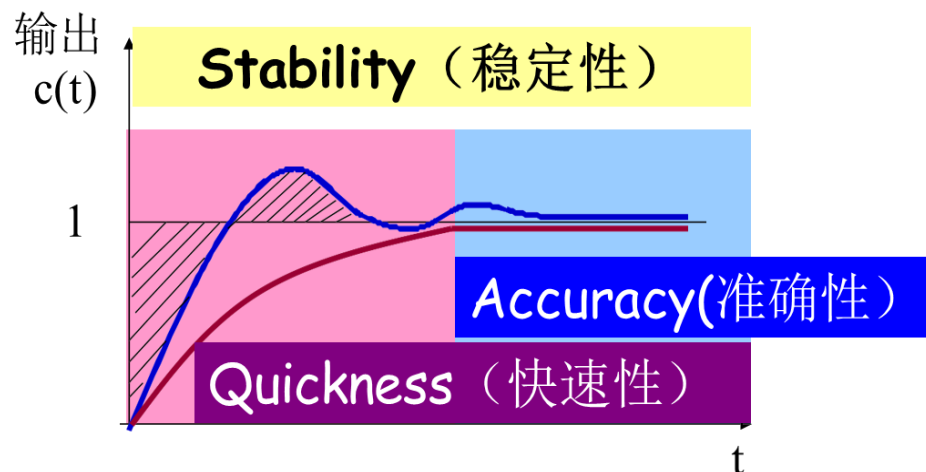 输出
c(t)
Stability（稳定性）
1
Accuracy(准确性）
Quickness（快速性）
t